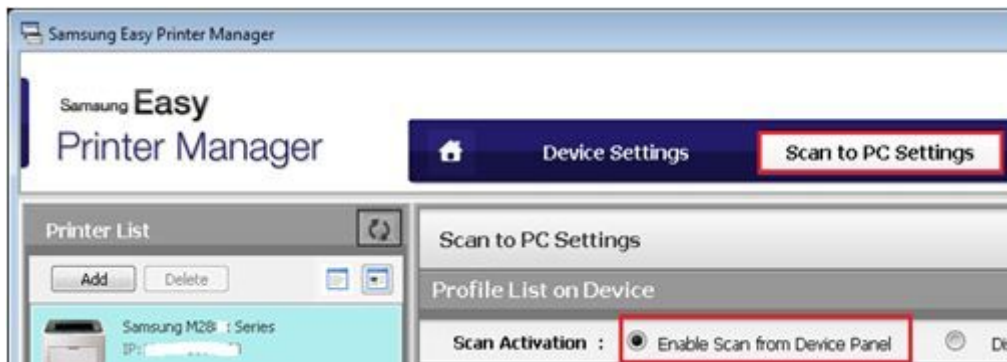 Samsung Easy Printer Manager
Samsung Easy
Printer Manager
Device Settings
Scan to PC Settings
Printer List
Scan to PC Settings
Add
Delete
Profile List on Device
Samsung M28 Series
IP:
Scan Activation :
Enable Scan from Device Panel